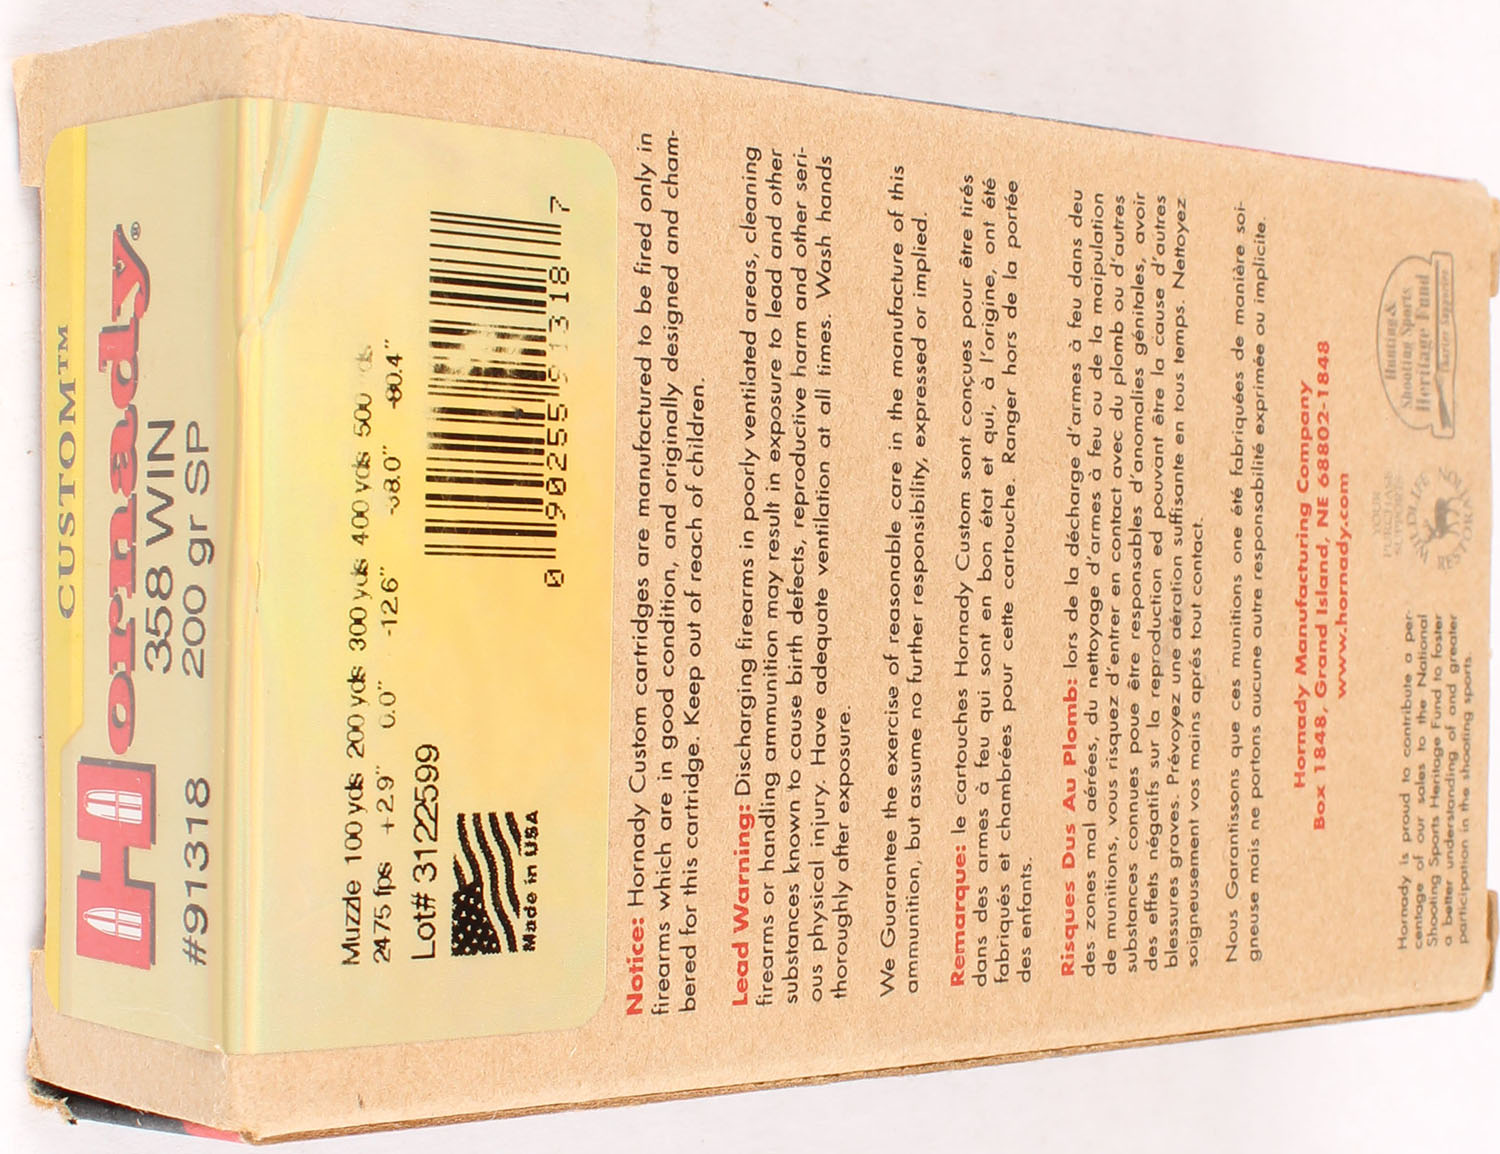 CUSTOM™
Hornady®
358 WIN
#91318 200 gr SP
Muzzle 100 yds 200 yds 300 yds 400 yds 500 yds
2475 fps +2.9" 0.0" -12.6" -38.0" -80.4"
Lot# 3122599
Made in USA
0 90255 91318 7
Notice: Hornady Custom cartridges are manufactured to be fired only in
firearms which are in good condition, and originally designed and cham-
bered for this cartridge. Keep out of reach of children.
Lead Warning: Discharging firearms in poorly ventilated areas, cleaning
firearms or handling ammunition may result in exposure to lead and other
substances known to cause birth defects, reproductive harm and other seri-
ous physical injury. Have adequate ventilation at all times. Wash hands
thoroughly after exposure.
We Guarantee the exercise of reasonable care in the manufacture of this
ammunition, but assume no further responsibility, expressed or implied.
Remarque: le cartouches Hornady Custom sont conçues pour être tirés
dans des armes à feu qui sont en bon état et qui, à l'origine, ont été
fabriqués et chambrées pour cette cartouche. Ranger hors de la portée
des enfants.
Risques Dus Au Plomb: lors de la décharge d'armes à feu dans deu
des zones mal aérées, du nettoyage d'armes à feu ou de la maipulation
de munitions, vous risquez d'entrer en contact avec du plomb ou d'autres
substances connues poue être responsables d'anomalies génitales, avoir
des effets négatifs sur la reproduction ed pouvant être la cause d'autres
blessures graves. Prévoyez une aération suffisante en tous temps. Nettoyez
soigneusement vos mains aprés tout contact.
Nous Garantissons que ces munitions one été fabriquées de manière soi-
gneuse mais ne portons aucune autre responsabilité exprimée ou implicite.
Hornady Manufacturing Company
Box 1848, Grand Island, NE 68802-1848
www.hornady.com
Hornady is proud to contribute a per-
centage of our sales to the National
Shooting Sports Heritage Fund to foster
a better understanding of and greater
participation in the shooting sports.
YOUR
PURCHASE
SUPPORTS
WILDLIFE
RESTORATION
Hunting &
Shooting Sports
Heritage Fund
Charter Supporter